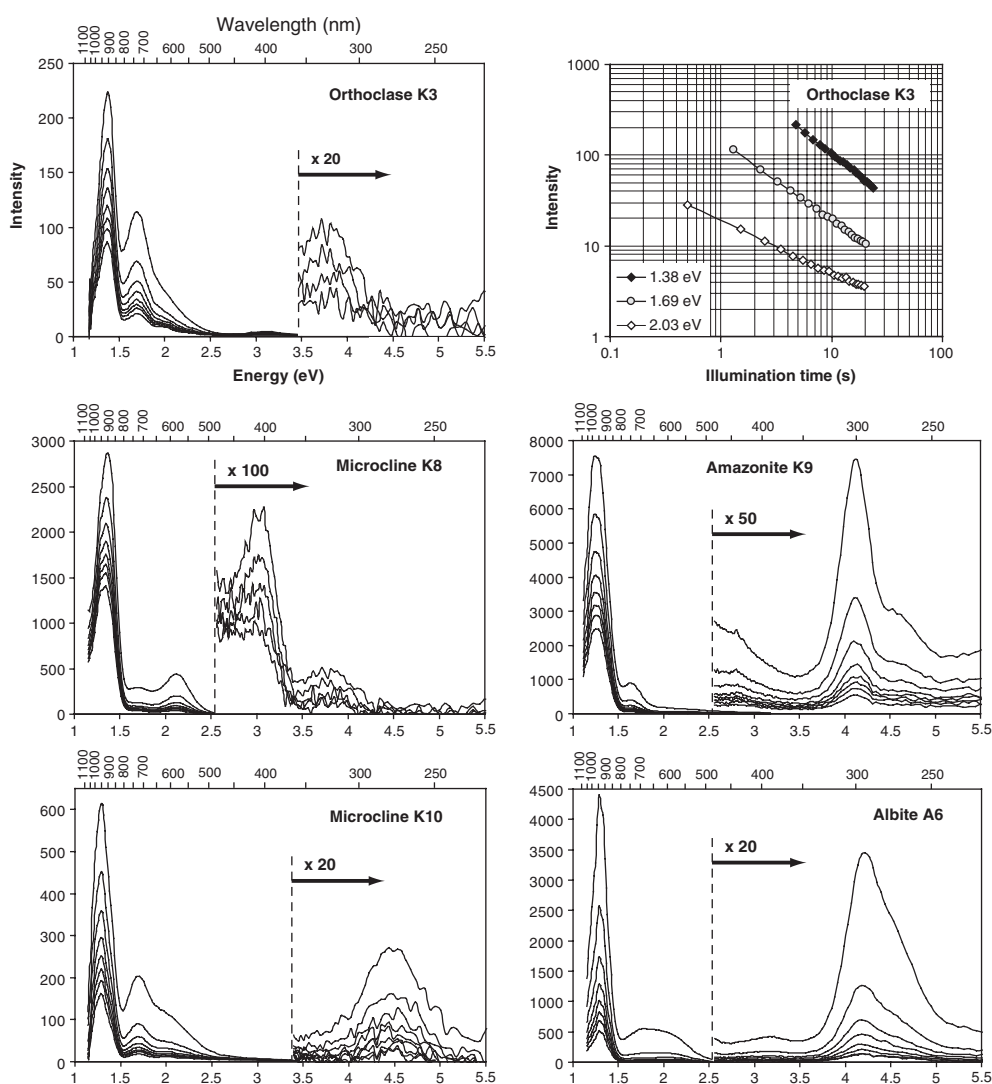 Wavelength (nm)
1100 1000 900 800 700 600 500 400 300 250
250
200
150
100
50
0
Intensity
Orthoclase K3
x 20
1 1.5 2 2.5 3 3.5 4 4.5 5 5.5
Energy (eV)
1000
100
10
1
Intensity
Orthoclase K3
1.38 eV
1.69 eV
2.03 eV
0.1 1 10 100
Illumination time (s)
1100 1000 900 800 700 600 500 400 300 250
3000
2500
2000
1500
1000
500
0
Microcline K8
x 100
1 1.5 2 2.5 3 3.5 4 4.5 5 5.5
1100 1000 900 800 700 600 500 400 300 250
8000
7000
6000
5000
4000
3000
2000
1000
0
Amazonite K9
x 50
1 1.5 2 2.5 3 3.5 4 4.5 5 5.5
1100 1000 900 800 700 600 500 400 300 250
600
500
400
300
200
100
0
Microcline K10
x 20
1 1.5 2 2.5 3 3.5 4 4.5 5 5.5
1100 1000 900 800 700 600 500 400 300 250
4500
4000
3500
3000
2500
2000
1500
1000
500
0
Albite A6
x 20
1 1.5 2 2.5 3 3.5 4 4.5 5 5.5